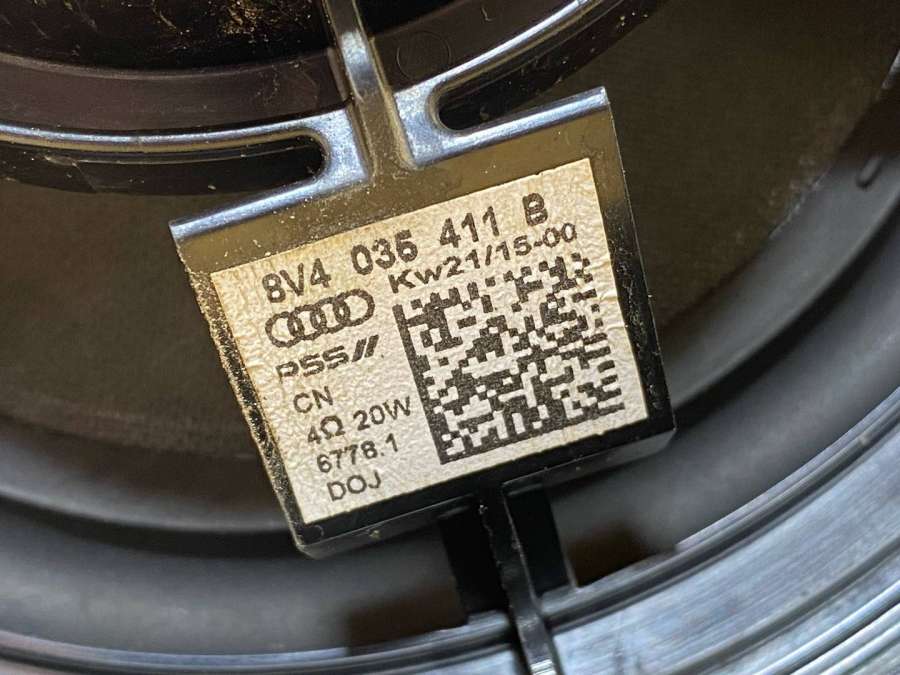 8V4 035 411 B
Kw21/15-00
PSS//.
CN
4Ω 20W
6778.1
DOJ